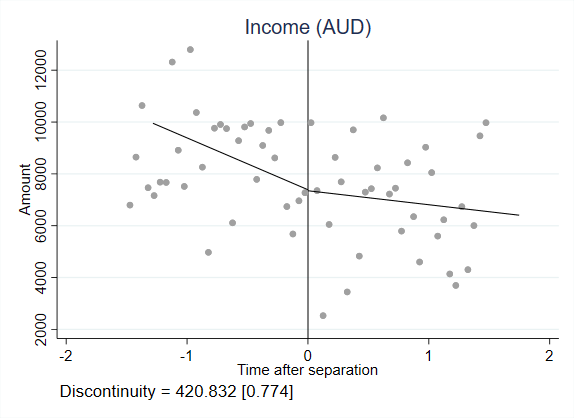 Income (AUD)
12000
10000
8000
6000
4000
2000
Amount
-2
-1
0
1
2
Time after separation
Discontinuity = 420.832 [0.774]